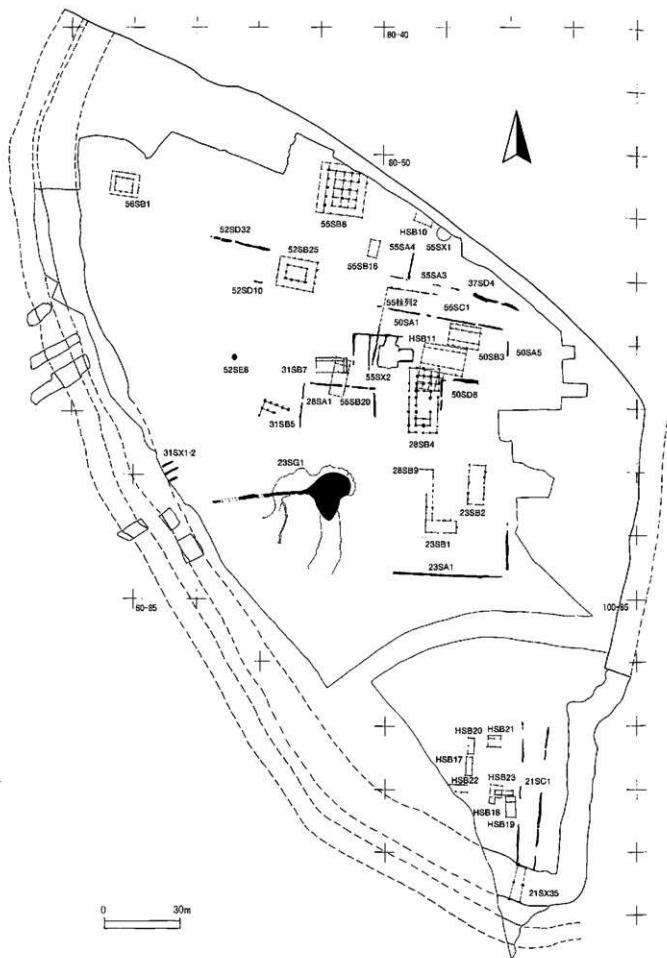 80-40
80-50
56SB1
55SB6
HSB10
52SD32
55SA4
55SX1
52SB25
55SB16
55SA3
37SD4
52SD10
55柱列2
55SC1
50SA1
HSB11
52SE6
31SB7
50SB3
50SA5
55SX2
28SA1
55SB20
50SD8
31SB5
28SB4
31SX1-2
23SG1
28SB9
23SB2
23SB1
23SA1
60-85
100-85
HSB20
HSB21
HSB17
HSB22
HSB23
21SC1
HSB18
HSB19
21SX35
0
30m